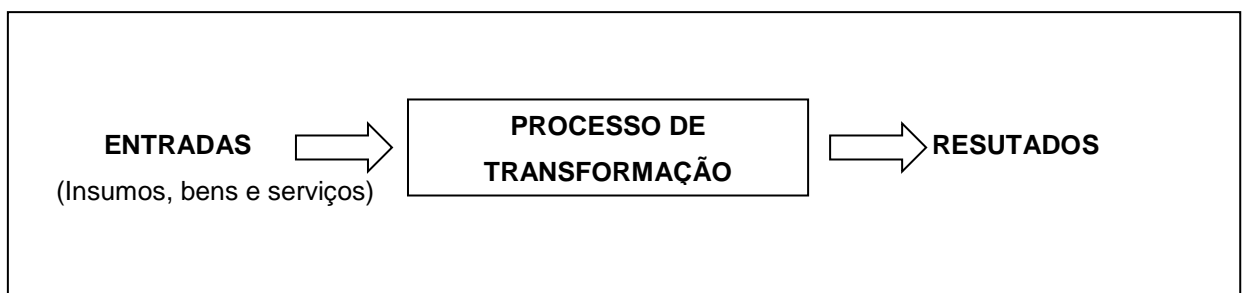 PROCESSO DE
ENTRADAS
RESUTADOS
TRANSFORMAÇÃO
(Insumos, bens e serviços)